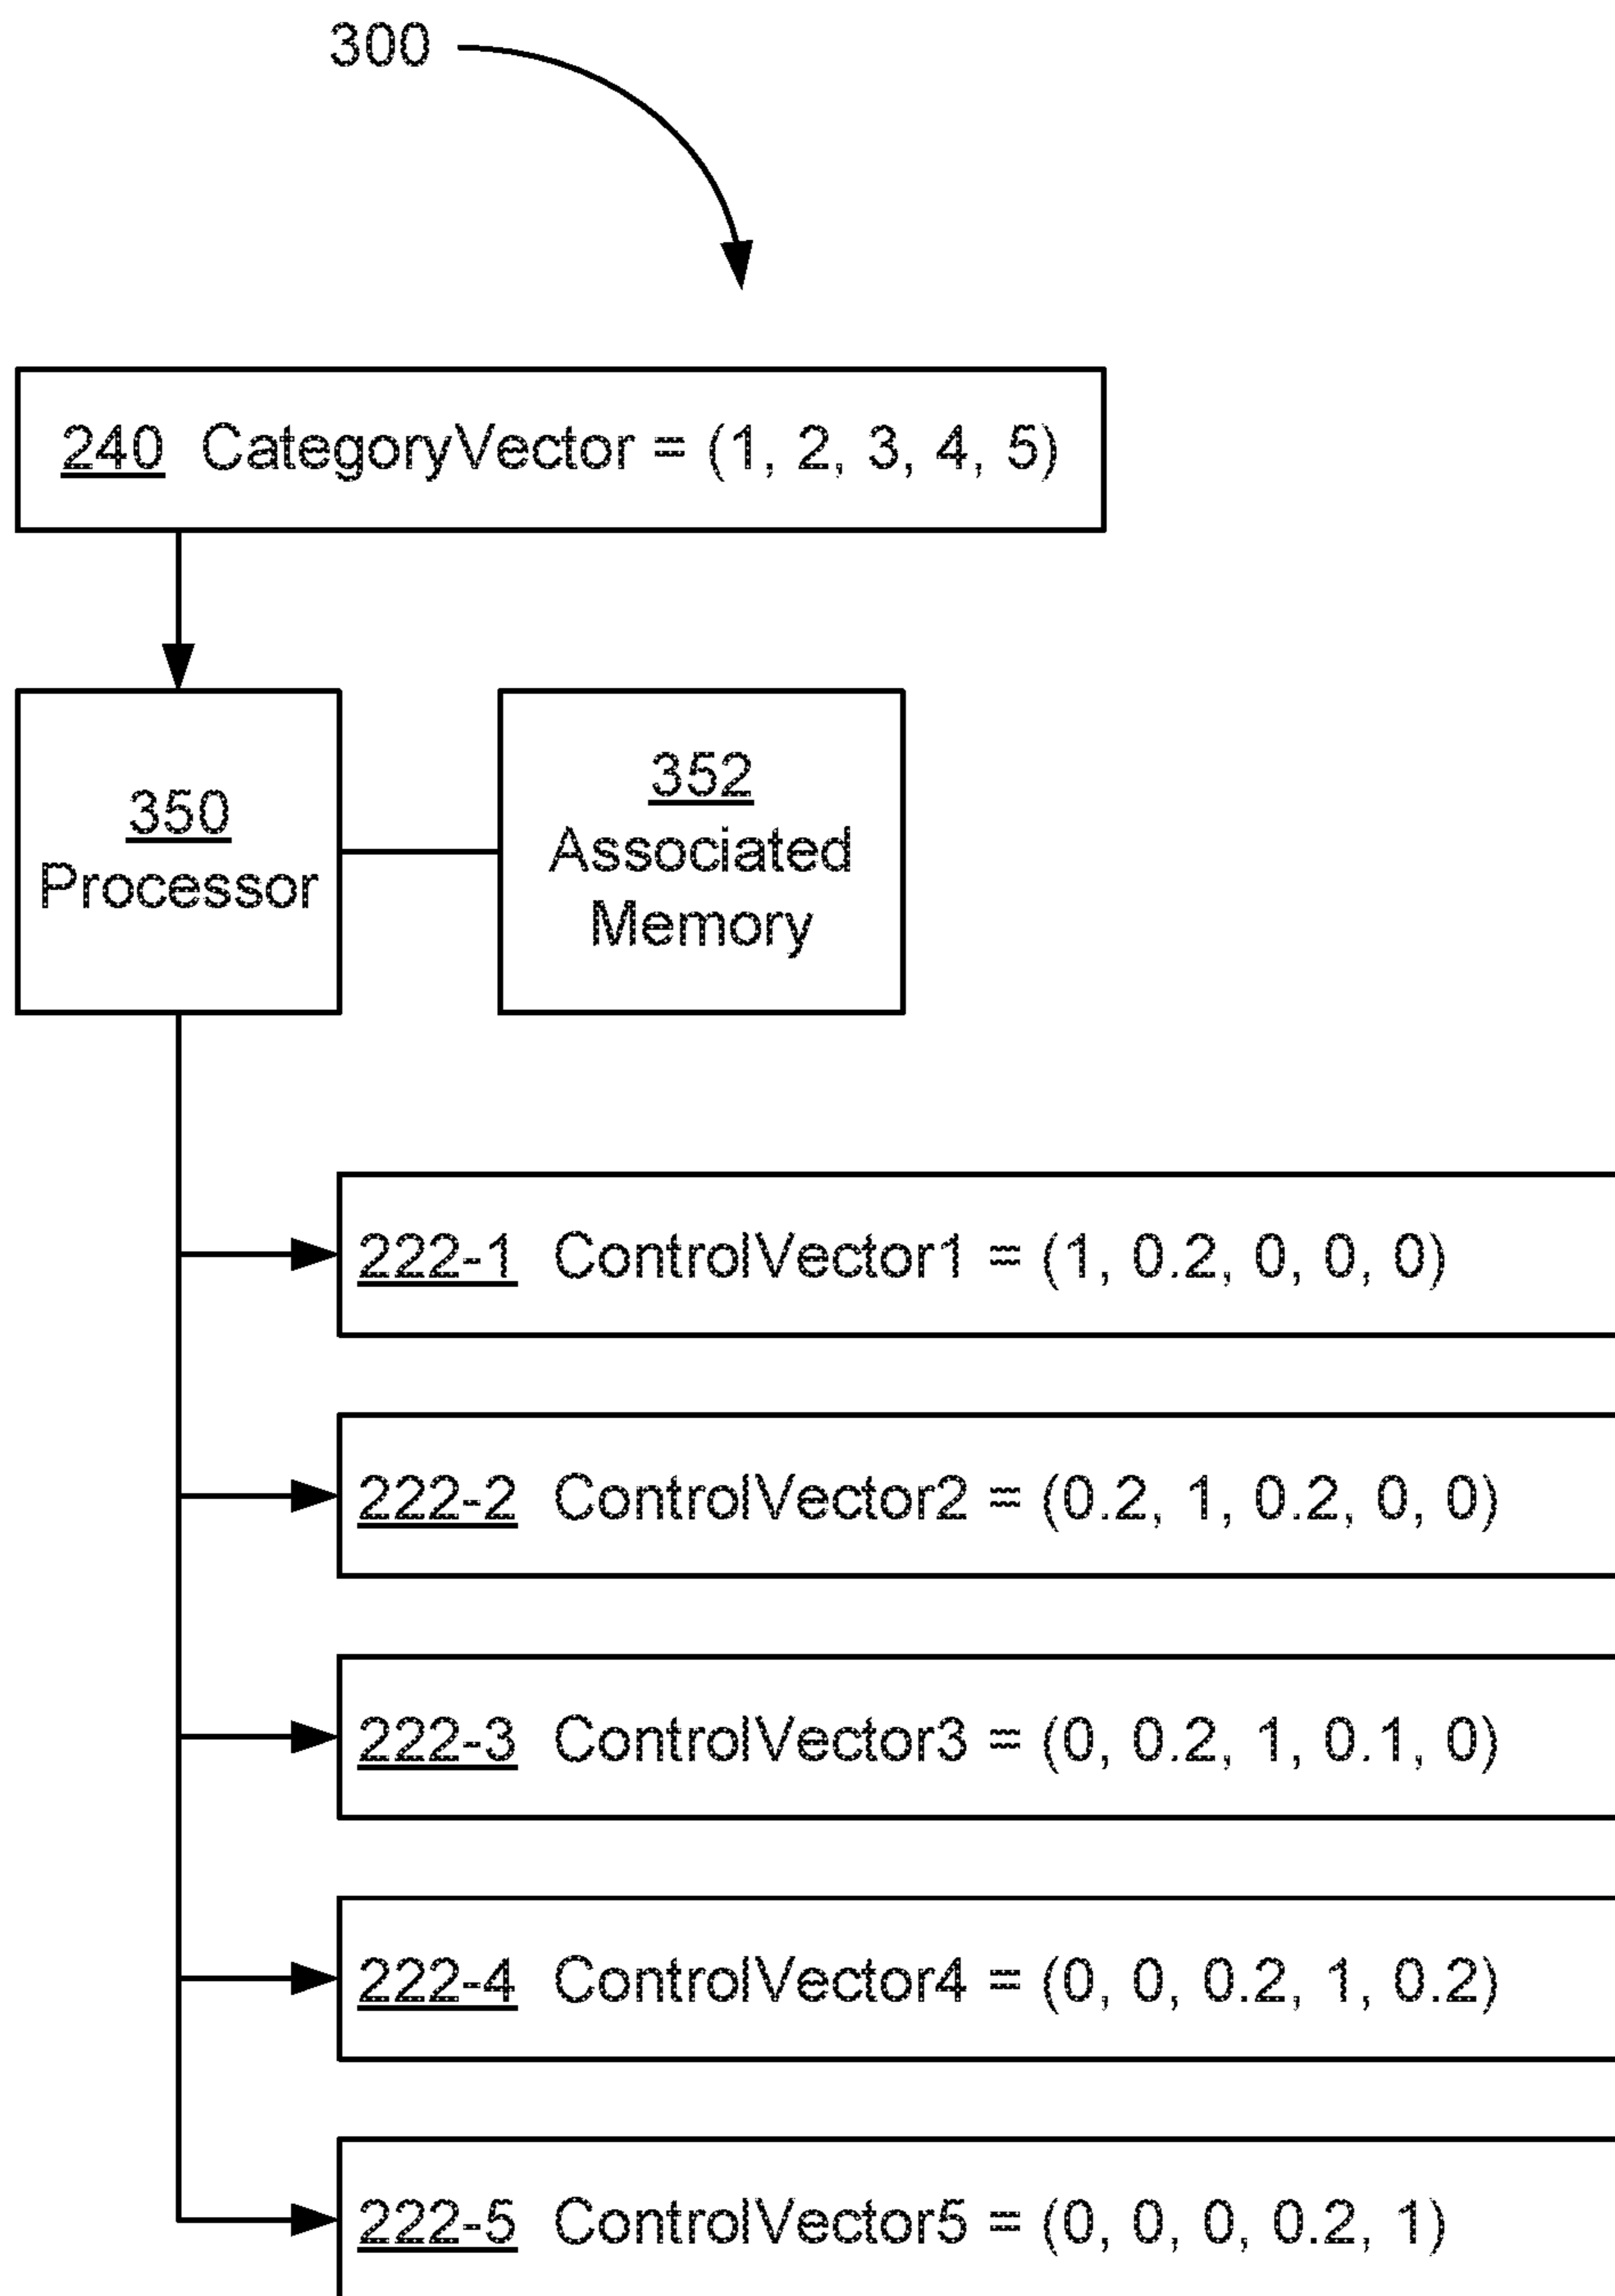 300
240 CategoryVector = (1, 2, 3, 4, 5)
350
Processor
352
Associated
Memory
222-1 ControlVector1 = (1, 0.2, 0, 0, 0)
222-2 ControlVector2 = (0.2, 1, 0.2, 0, 0)
222-3 ControlVector3 = (0, 0.2, 1, 0.1, 0)
222-4 ControlVector4 = (0, 0, 0.2, 1, 0.2)
222-5 ControlVector5 = (0, 0, 0, 0.2, 1)